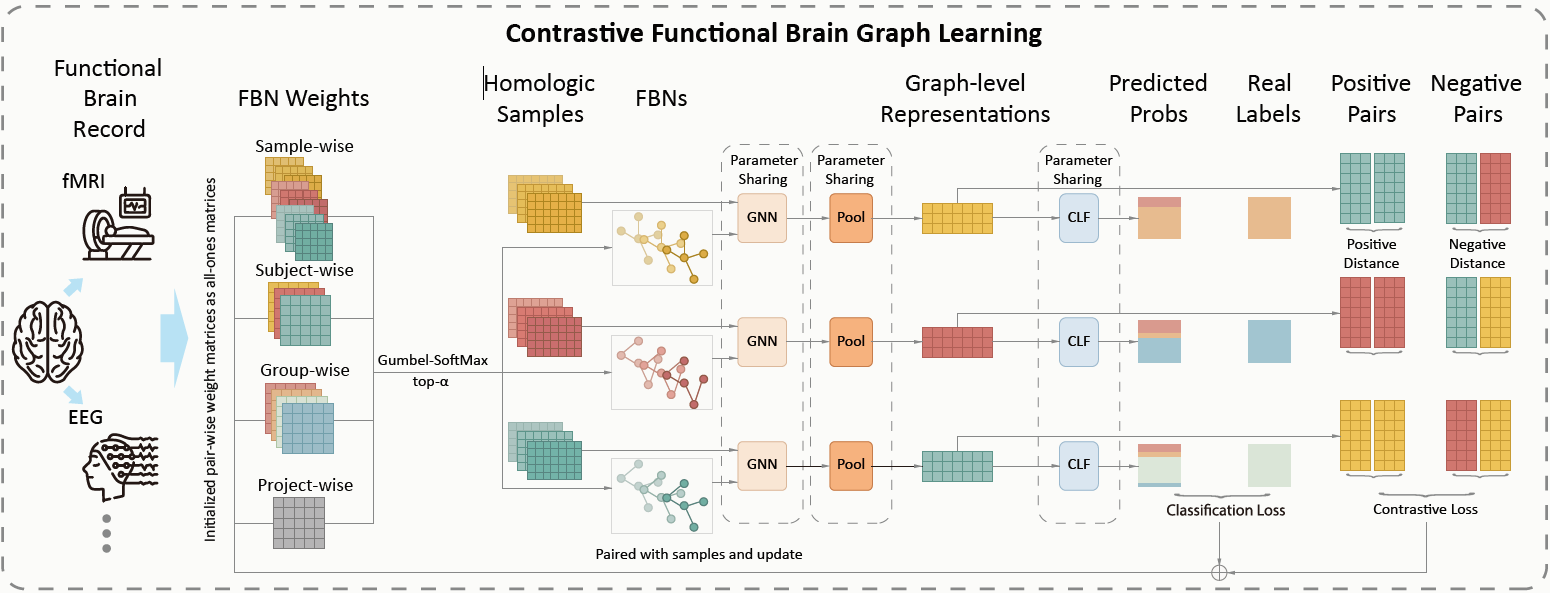 Contrastive Functional Brain Graph Learning
Functional
Brain
Record
fMRI
EEG
Initialized pair-wise weight matrices as all-ones matrices
FBN Weights
Sample-wise
Subject-wise
Group-wise
Project-wise
Gumbel-SoftMax
top-α
Homologic
Samples
FBNs
Paired with samples and update
Parameter
Sharing
GNN
GNN
GNN
Parameter
Sharing
Pool
Pool
Pool
Graph-level
Representations
Parameter
Sharing
CLF
CLF
CLF
Predicted
Probs
Real
Labels
Classification Loss
Positive
Pairs
Positive
Distance
Negative
Pairs
Negative
Distance
Contrastive Loss